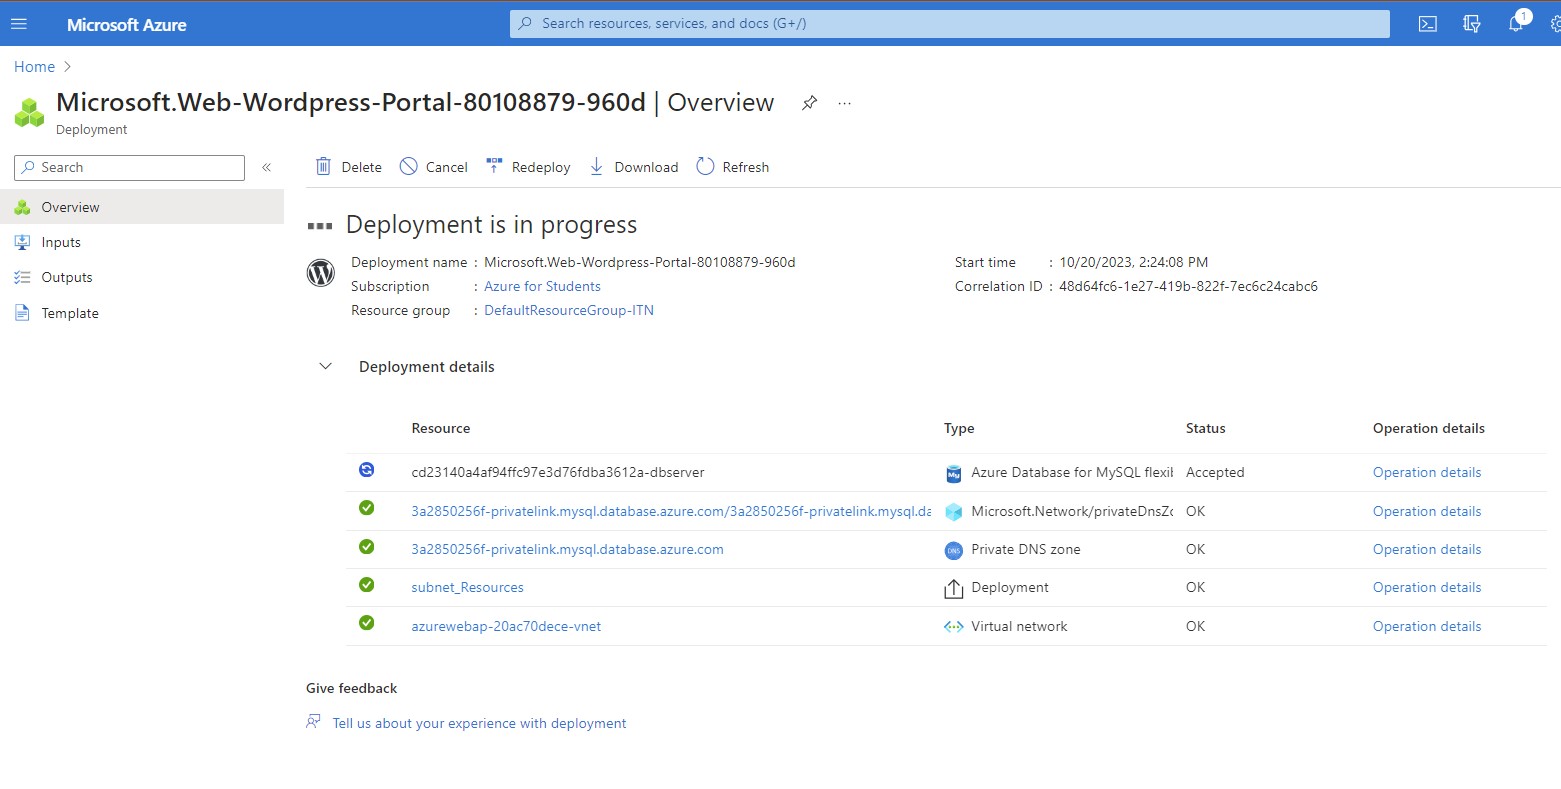 Microsoft Azure
Search resources, services, and docs (G+/)
1
Home
Microsoft.Web-Wordpress-Portal-80108879-960d | Overview
Deployment
Search
Delete
Cancel
Redeploy
Download
Refresh
Overview
Inputs
Outputs
Template
Deployment is in progress
Deployment name : Microsoft.Web-Wordpress-Portal-80108879-960d
Subscription : Azure for Students
Resource group : DefaultResourceGroup-ITN
Start time : 10/20/2023, 2:24:08 PM
Correlation ID : 48d64fc6-1e27-419b-822f-7ec6c24cabc6
Deployment details
Resource Type Status Operation details
cd23140a4af94ffc97e3d76fdba3612a-dbserver My Azure Database for MySQL flexib Accepted Operation details
3a2850256f-privatelink.mysql.database.azure.com/3a2850256f-privatelink.mysql.da Microsoft.Network/privateDnsZo OK Operation details
3a2850256f-privatelink.mysql.database.azure.com DNS Private DNS zone OK Operation details
subnet_Resources Deployment OK Operation details
azurewebap-20ac70dece-vnet Virtual network OK Operation details
Give feedback
Tell us about your experience with deployment